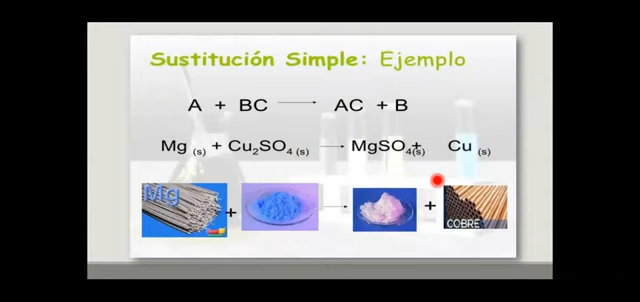 Sustitución Simple: Ejemplo
A + BC → AC + B
Mg (s) + Cu₂SO₄ (s) → MgSO₄(s) + Cu (s)
Mg + → +
COBRE